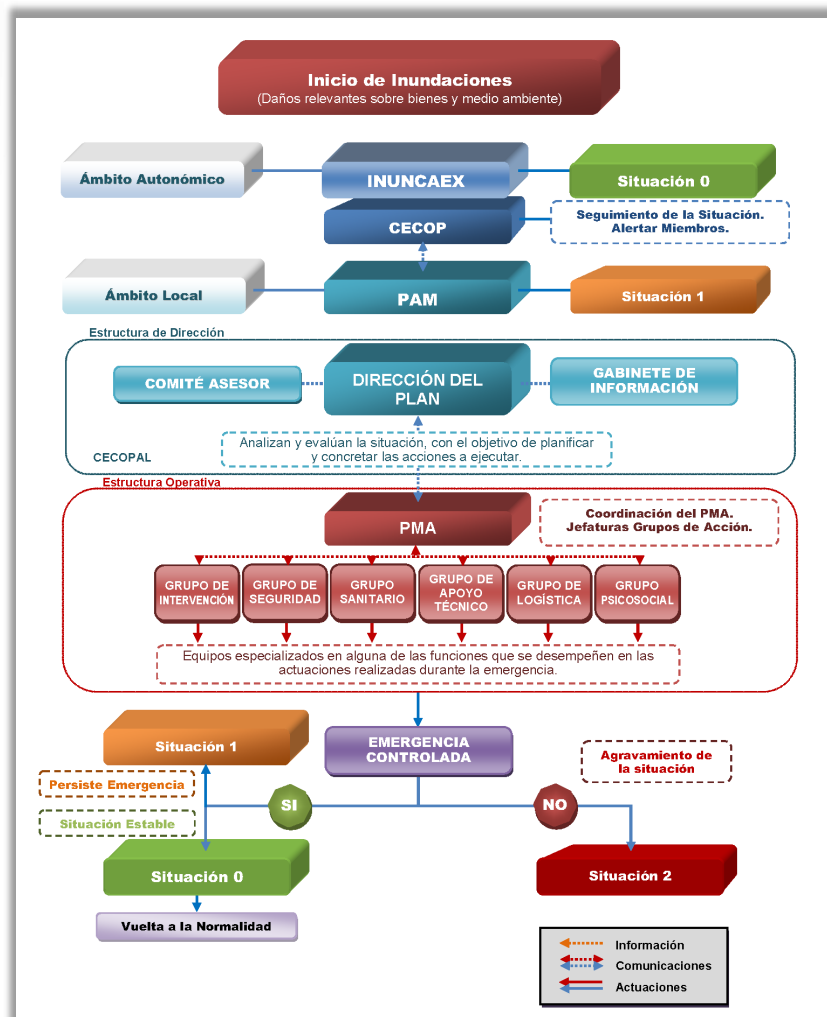 Inicio de Inundaciones
(Daños relevantes sobre bienes y medio ambiente)
Ámbito Autonómico
INUNCAEX
Situación 0
CECOP
Seguimiento de la Situación.
Alertar Miembros.
Ámbito Local
PAM
Situación 1
Estructura de Dirección
COMITÉ ASESOR
DIRECCIÓN DEL
PLAN
GABINETE DE
INFORMACIÓN
Analizan y evalúan la situación, con el objetivo de planificar
y concretar las acciones a ejecutar.
CECOPAL
Estructura Operativa
PMA
Coordinación del PMA.
Jefaturas Grupos de Acción.
GRUPO DE
INTERVENCIÓN
GRUPO DE
SEGURIDAD
GRUPO
SANITARIO
GRUPO DE
APOYO
TÉCNICO
GRUPO DE
LOGÍSTICA
GRUPO
PSICOSOCIAL
Equipos especializados en alguna de las funciones que se desempeñen en las
actuaciones realizadas durante la emergencia.
Situación 1
EMERGENCIA
CONTROLADA
Agravamiento de
la situación
Persiste Emergencia
SI
NO
Situación Estable
Situación 0
Situación 2
Vuelta a la Normalidad
Información
Comunicaciones
Actuaciones